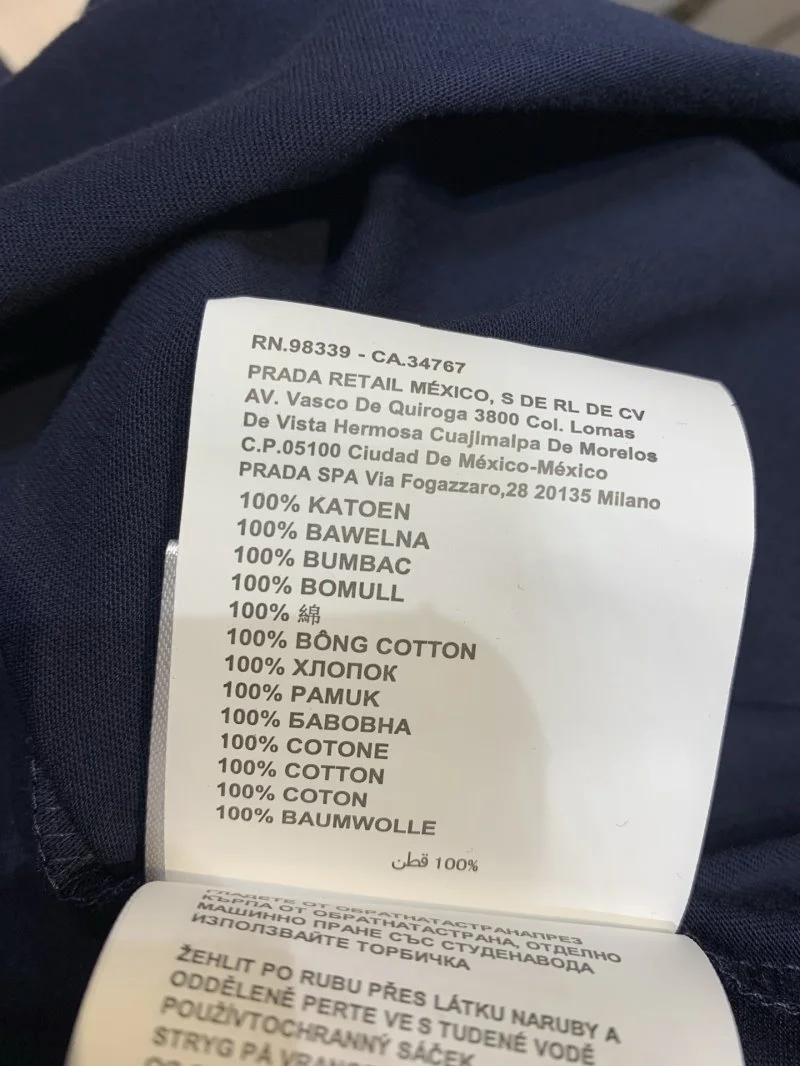 RN.98339 - CA.34767
PRADA RETAIL MÉXICO, S DE RL DE CV
AV. Vasco De Quiroga 3800 Col. Lomas
De Vista Hermosa Cuajlmalpa De Morelos
C.P.05100 Ciudad De México-México
PRADA SPA Via Fogazzaro,28 20135 Milano
100% KATOEN
100% BAWELNA
100% BUMBAC
100% BOMULL
100% 綿
100% BÔNG COTTON
100% ХЛОПОК
100% PAMUK
100% БАВОВНА
100% COTONE
100% COTTON
100% COTON
100% BAUMWOLLE
100% قطن
ГЛАДЕТЕ ОТ ОБРАТНАТАСТРАНАПРЕЗ
КЪРПА ОТ ОБРАТНАТАСТРАНА, ОТДЕЛНО
МАШИННО ПРАНЕ СЪС СТУДЕНАВОДА
ИЗПОЛЗВАЙТЕ ТОРБИЧКА
ŽEHLIT PO RUBU PŘES LÁTKU NARUBY A
ODDĚLENĚ PERTE VE S TUDENÉ VODĚ
POUŽÍVTOCHRANNÝ SÁČEK
STRYG PÅ